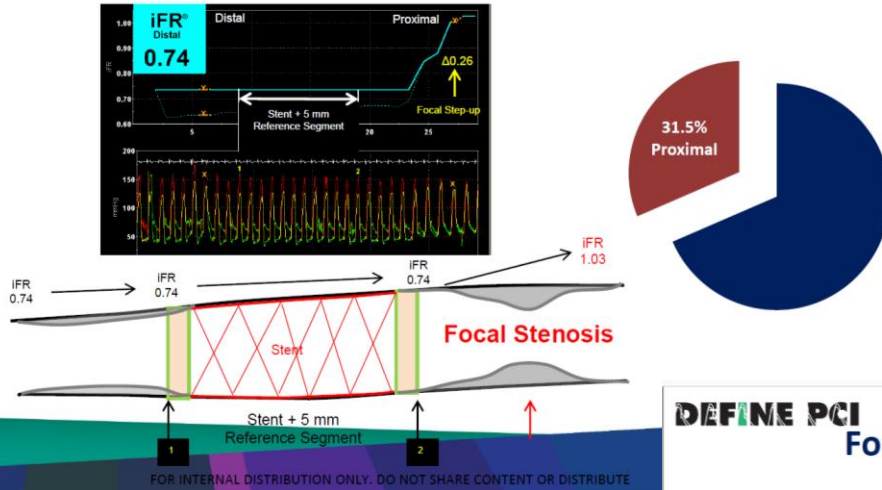 iFR®
Distal
0.74
Distal
Proximal
1.00
0.90
0.80
0.70
0.60
iFR
Δ0.26
Focal Step-up
Stent + 5 mm
Reference Segment
5
20
25
200
150
100
50
mmHg
1
2
31.5%
Proximal
iFR
0.74
iFR
0.74
iFR
0.74
iFR
1.03
Stent
Focal Stenosis
Stent + 5 mm
Reference Segment
1
2
FOR INTERNAL DISTRIBUTION ONLY. DO NOT SHARE CONTENT OR DISTRIBUTE
DEFINE PCI
Fo